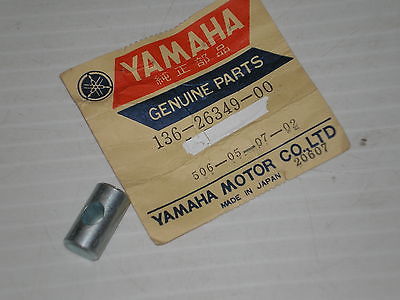 YAMAHA
純正部品
GENUINE PARTS
136-26349-00
506-05-07-02
YAMAHA MOTOR CO.,LTD
MADE IN JAPAN 20607